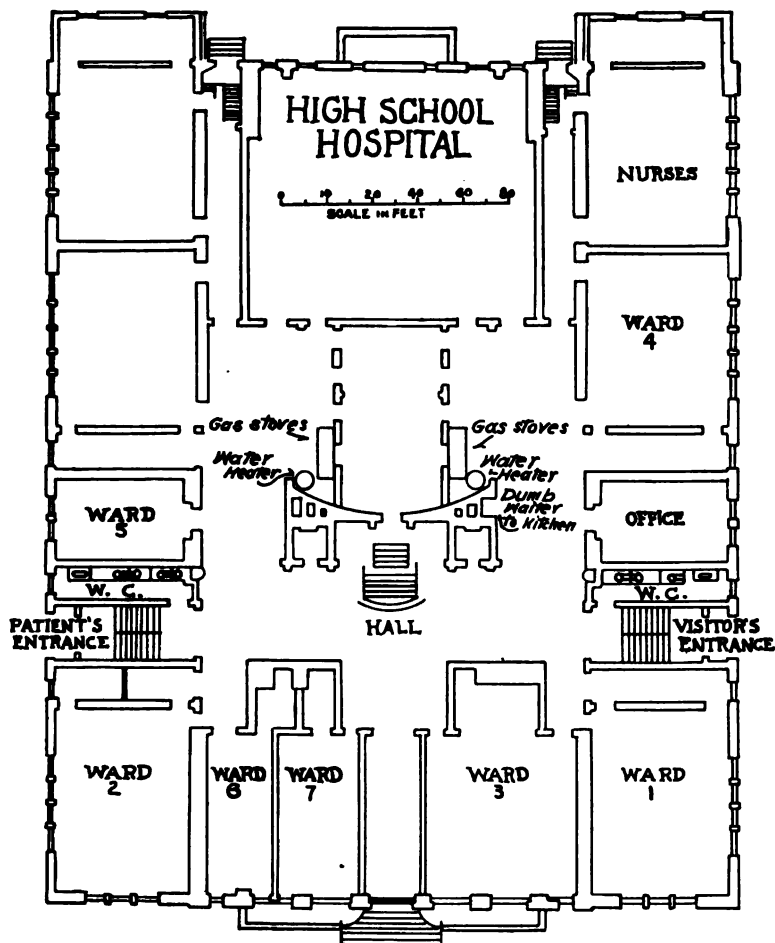 HIGH SCHOOL
HOSPITAL
0 10 20 40 60 80
SCALE IN FEET
NURSES
WARD
4
Gas stoves
Gas stoves
Water
Heater
Water
Heater
Dumb
Waiter
To Kitchen
WARD
5
OFFICE
W. C.
W. C.
PATIENT'S
ENTRANCE
HALL
VISITOR'S
ENTRANCE
WARD
2
WARD
6
WARD
7
WARD
3
WARD
1